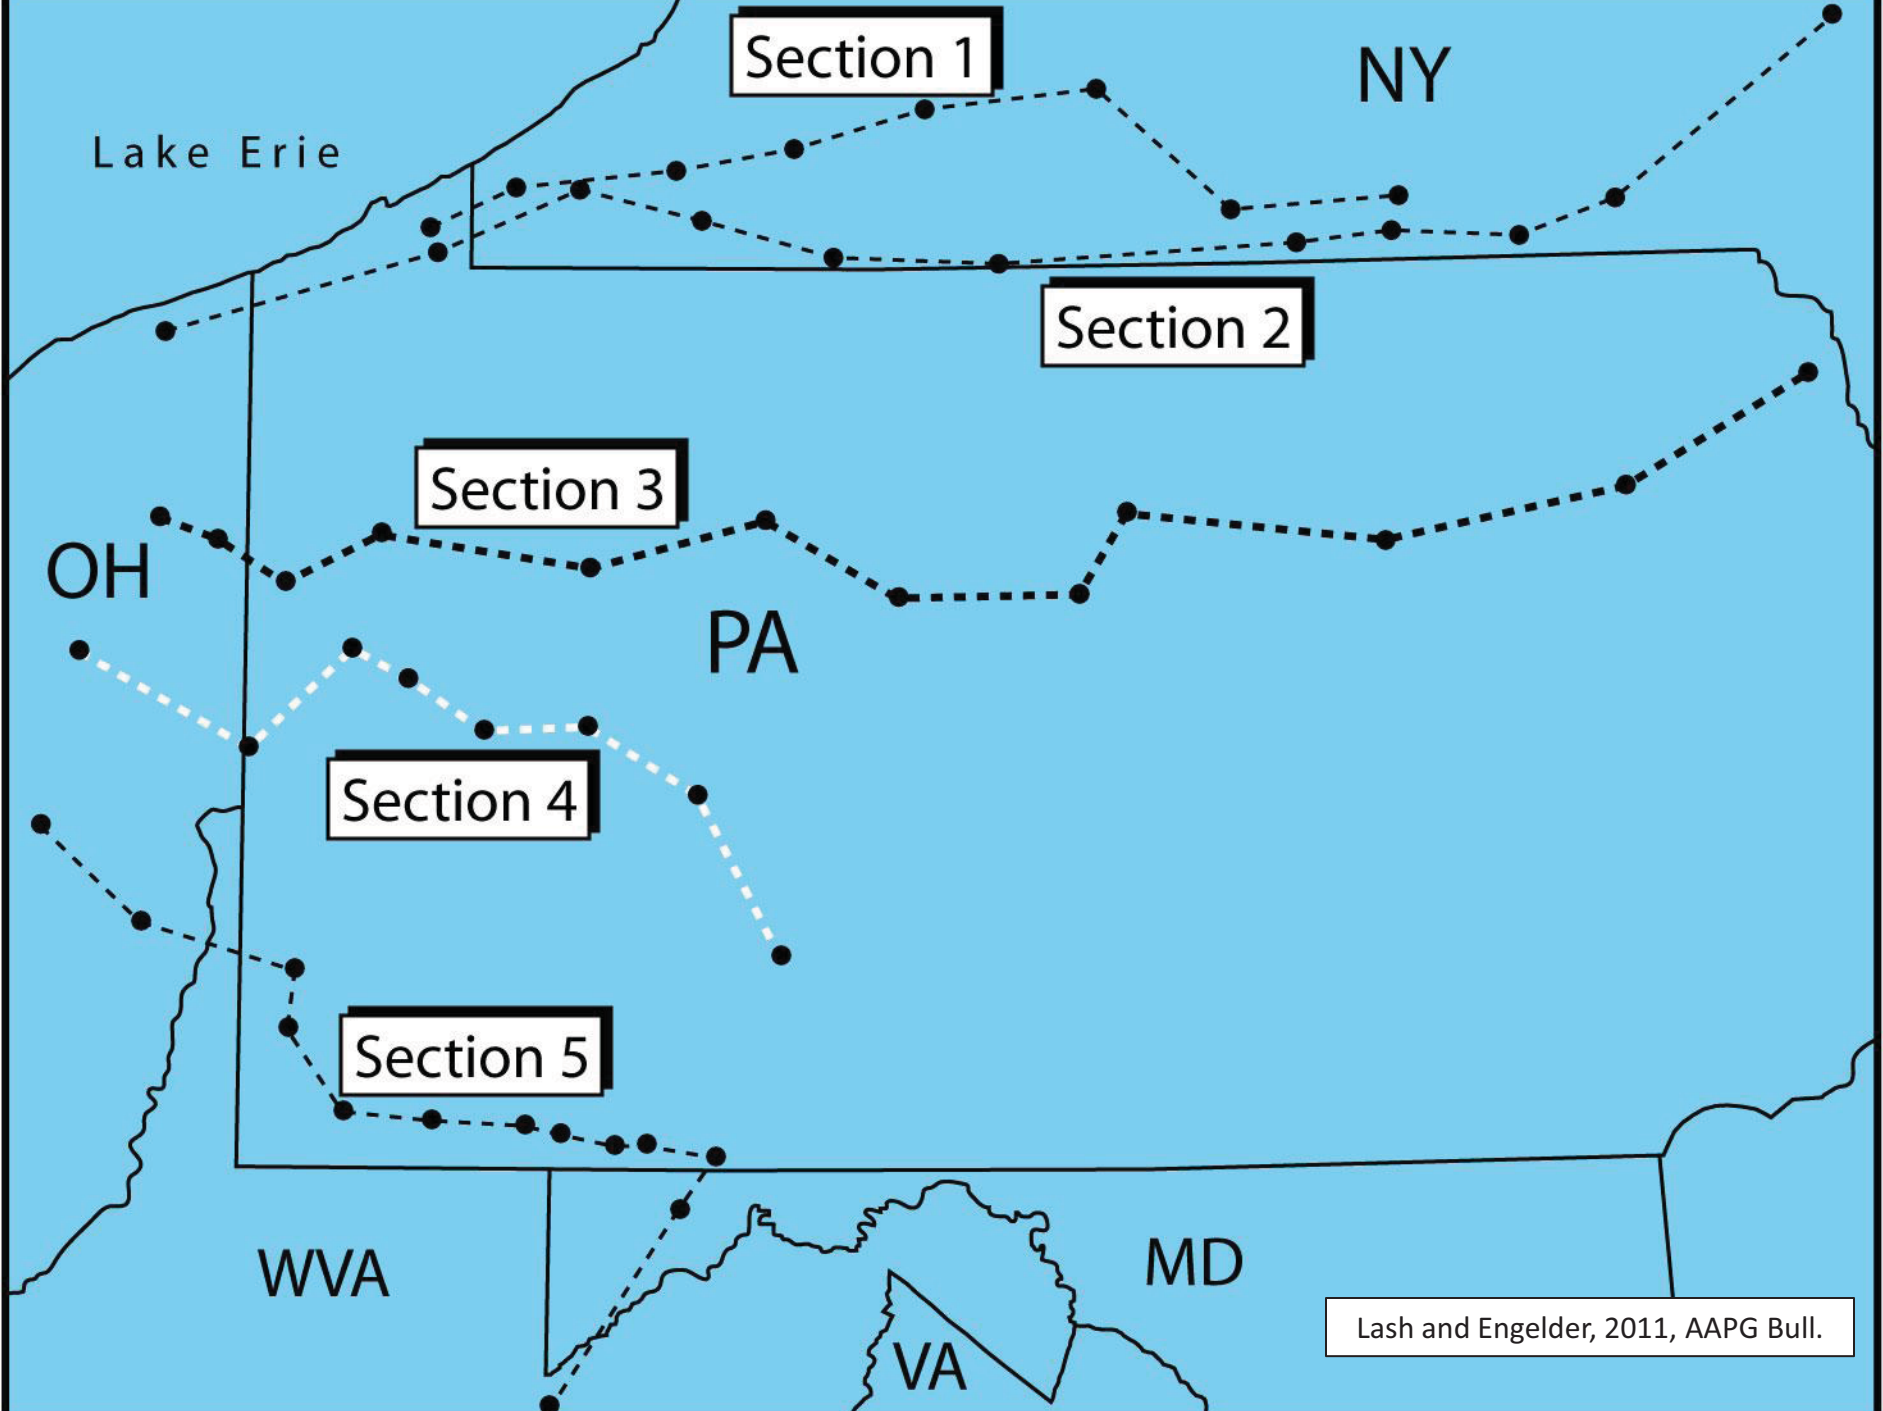 Section 1
NY
Lake Erie
Section 2
Section 3
OH
PA
Section 4
Section 5
WVA
MD
Lash and Engelder, 2011, AAPG Bull.
VA